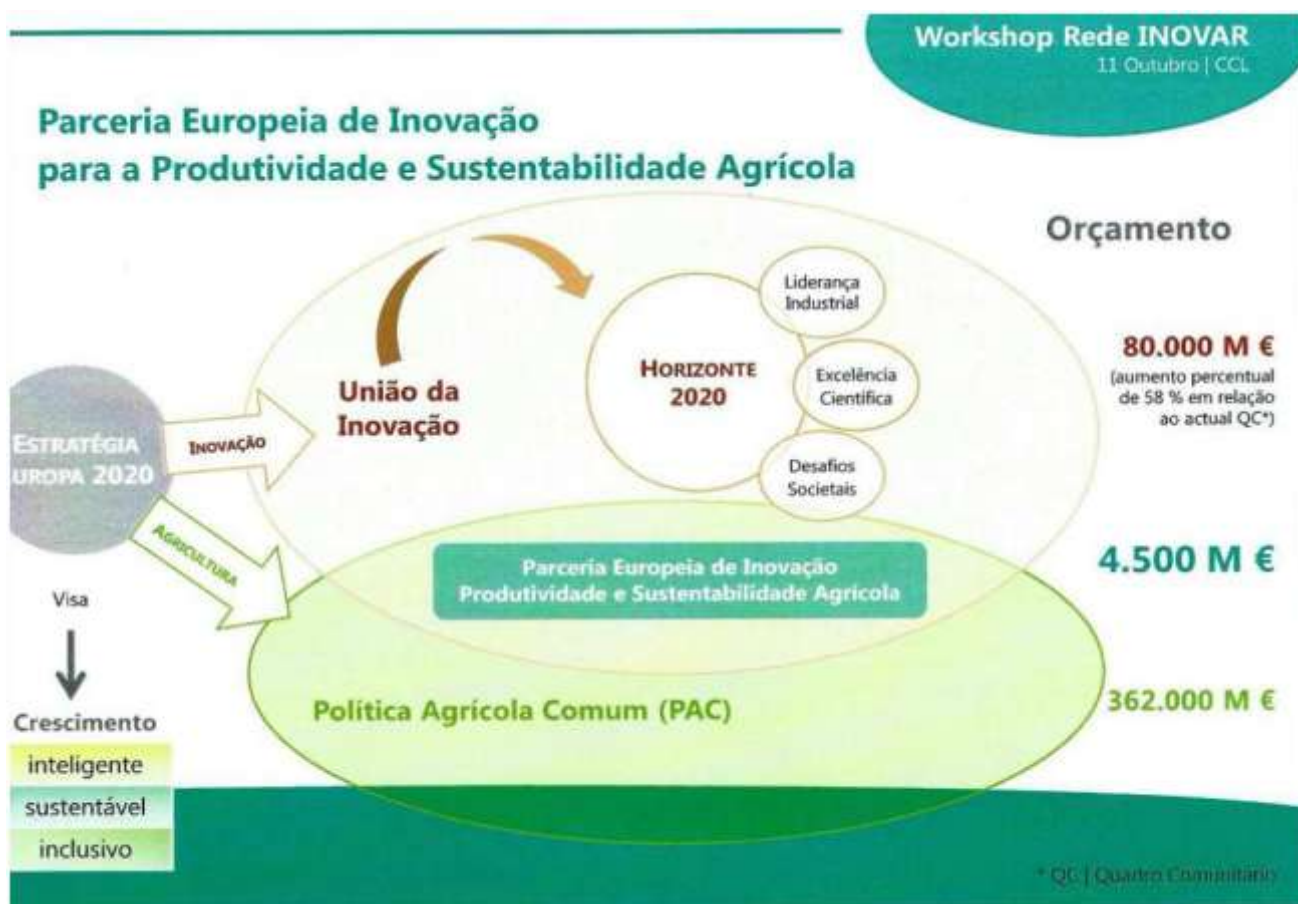 Workshop Rede INOVAR
11 Outubro | CCL
Parceria Europeia de Inovação
para a Produtividade e Sustentabilidade Agrícola
Orçamento
Liderança
Industrial
HORIZONTE
2020
Excelência
Científica
Desafios
Societais
80.000 M €
(aumento percentual
de 58 % em relação
ao actual QC*)
União da
Inovação
INOVAÇÃO
ESTRATÉGIA
UROPA 2020
AGRICULTURA
Parceria Europeia de Inovação
Produtividade e Sustentabilidade Agrícola
4.500 M €
Visa
Política Agrícola Comum (PAC)
362.000 M €
Crescimento
inteligente
sustentável
inclusivo
* QC | Quadro Comunitário